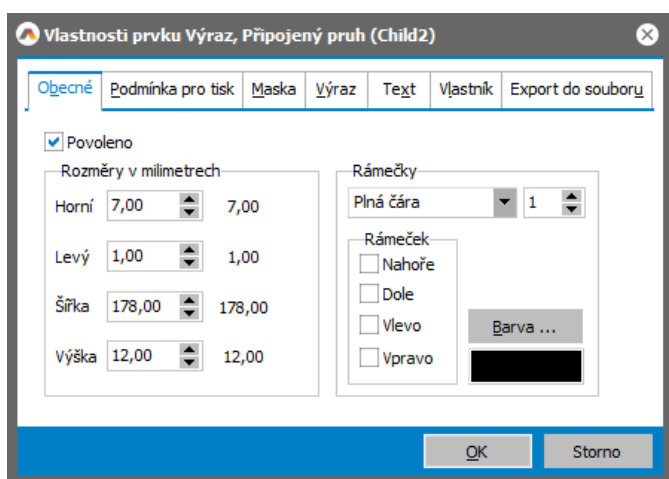 Vlastnosti prvku Výraz, Připojený pruh (Child2)
Obecné Podmínka pro tisk Maska Výraz Text Vlastník Export do souboru
Povoleno
Rozměry v milimetrech
Horní 7,00 7,00
Levý 1,00 1,00
Šířka 178,00 178,00
Výška 12,00 12,00
Rámečky
Plná čára 1
Rámeček
Nahoře
Dole
Vlevo
Vpravo
Barva ...
OK Storno